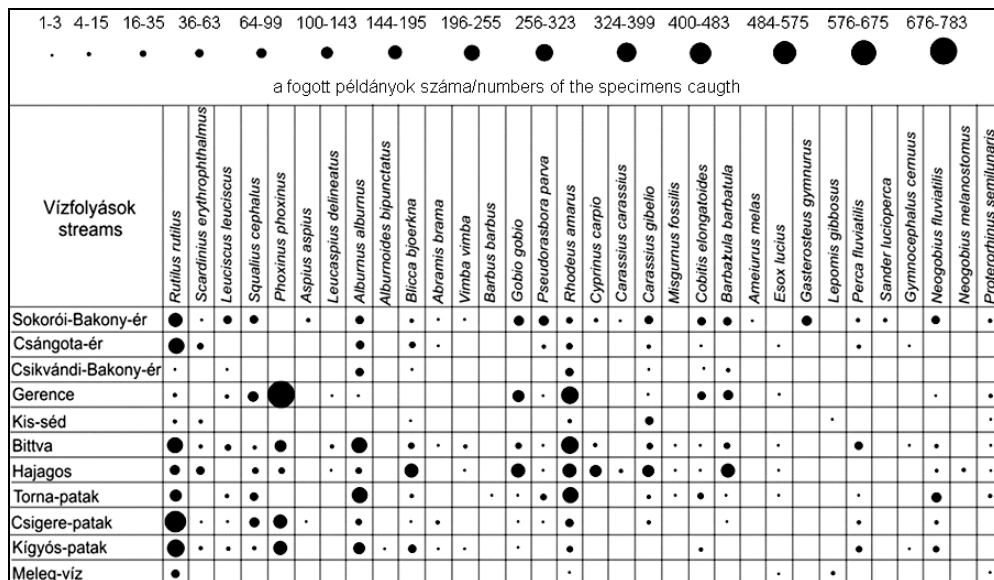 1-3 4-15 16-35 36-63 64-99 100-143 144-195 196-255 256-323 324-399 400-483 484-575 576-675 676-783
a fogott példányok száma/numbers of the specimens caugth
Vízfolyások
streams
Rutilus rutilus
Scardinius erythrophthalmus
Leuciscus leuciscus
Squalius cephalus
Phoxinus phoxinus
Aspius aspius
Leucaspius delineatus
Alburnus alburnus
Alburnoides bipunctatus
Blicca bjoerkna
Abramis brama
Vimba vimba
Barbus barbus
Gobio gobio
Pseudorasbora parva
Rhodeus amarus
Cyprinus carpio
Carassius carassius
Carassius gibelio
Misgurnus fossilis
Cobitis elongatoides
Barbatula barbatula
Ameiurus melas
Esox lucius
Gasterosteus gymnurus
Lepomis gibbosus
Perca fluviatilis
Sander lucioperca
Gymnocephalus cernuus
Neogobius fluviatilis
Neogobius melanostomus
Proterorhinus semilunaris
Sokorói-Bakony-ér
Csángota-ér
Csikvándi-Bakony-ér
Gerence
Kis-séd
Bittva
Hajagos
Torna-patak
Csigere-patak
Kígyós-patak
Meleg-víz